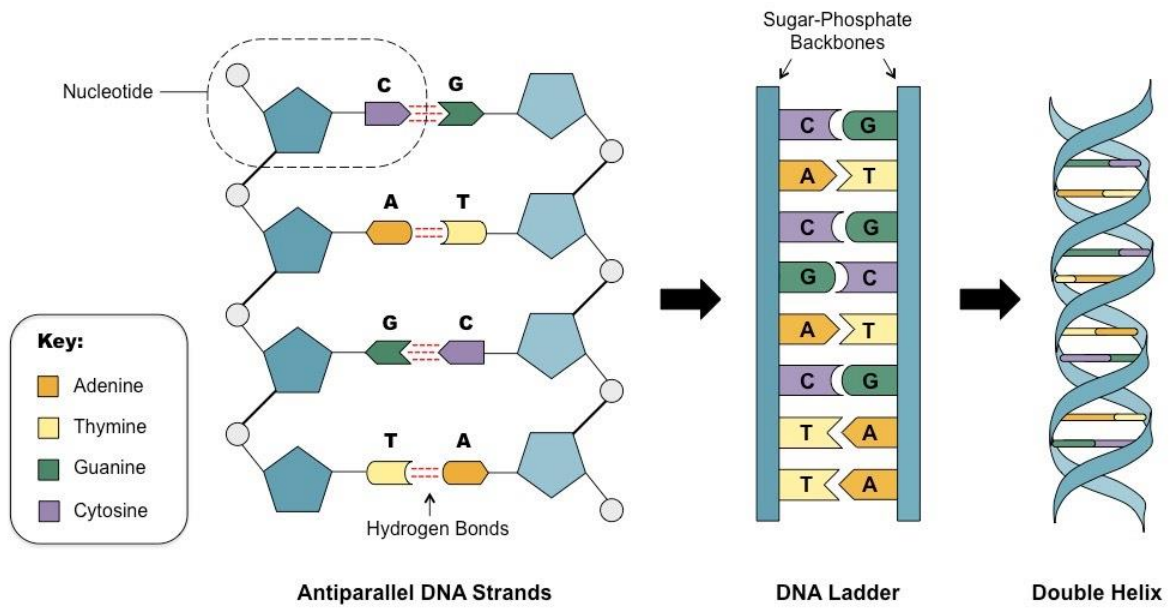 Sugar-Phosphate
Backbones
Nucleotide
C G
A T
G C
T A
Hydrogen Bonds
Key:
Adenine
Thymine
Guanine
Cytosine
C G
A T
C G
G C
A T
C G
T A
T A
Antiparallel DNA Strands
DNA Ladder
Double Helix